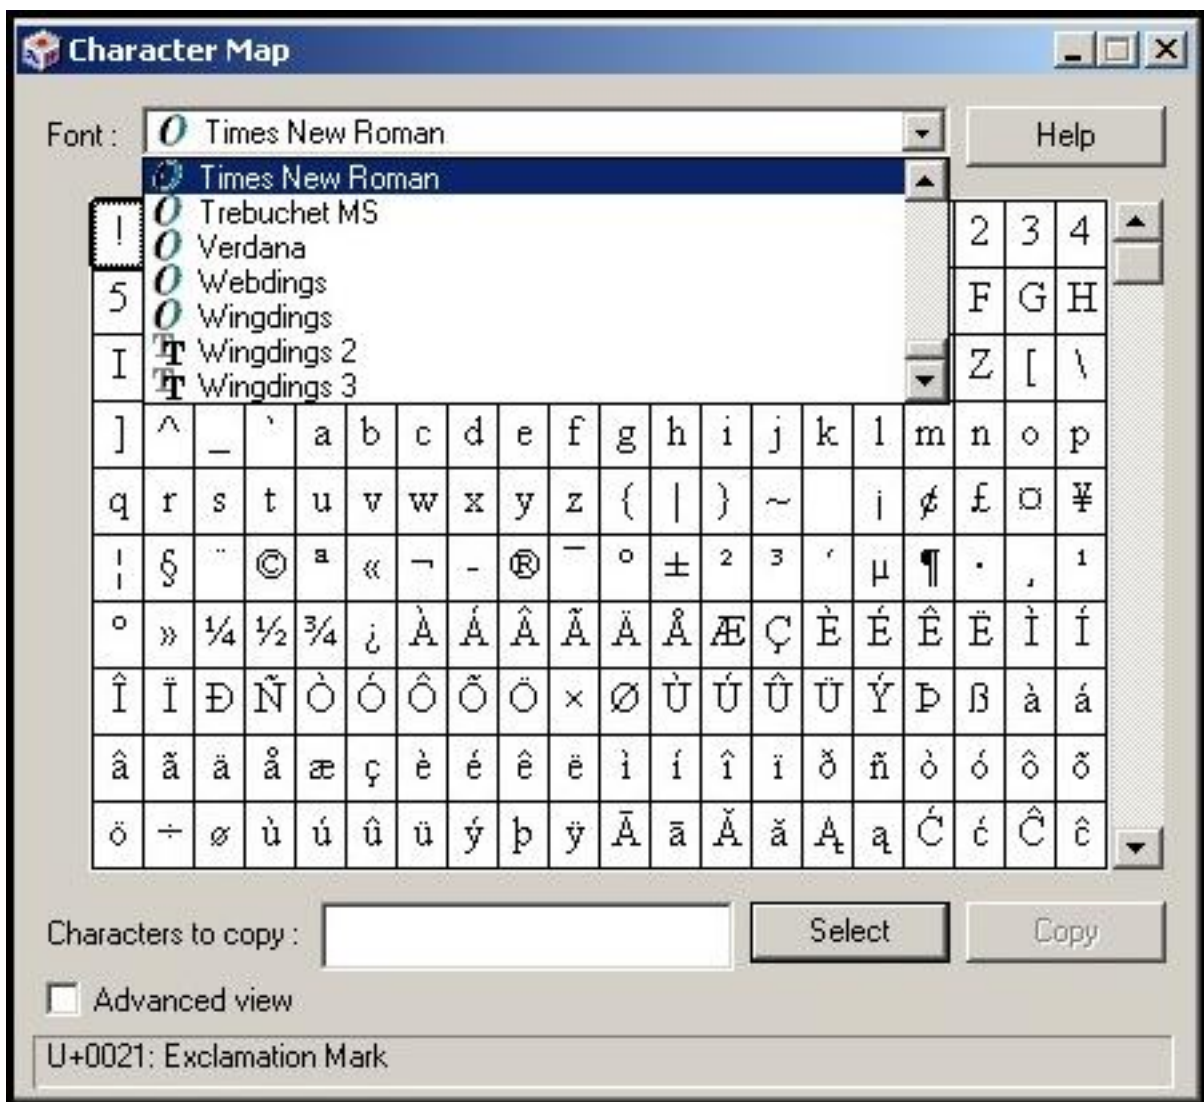 Character Map
Font : Times New Roman Help
Times New Roman
Trebuchet MS
Verdana
Webdings
Wingdings
Wingdings 2
Wingdings 3
! 2 3 4
5 F G H
I Z [ \
] ^ _ ` a b c d e f g h i j k l m n o p
q r s t u v w x y z { | } ~ ¡ ¢ £ ¤ ¥
¦ § ¨ © ª « ¬ - ® ¯ ° ± ² ³ ´ µ ¶ · ¸ ¹
º » ¼ ½ ¾ ¿ À Á Â Ã Ä Å Æ Ç È É Ê Ë Ì Í
Î Ï Ð Ñ Ò Ó Ô Õ Ö × Ø Ù Ú Û Ü Ý Þ ß à á
â ã ä å æ ç è é ê ë ì í î ï ð ñ ò ó ô õ
ö ÷ ø ù ú û ü ý þ ÿ Ā ā Ă ă Ą ą Ć ć Ĉ ĉ
Characters to copy : Select Copy
Advanced view
U+0021: Exclamation Mark